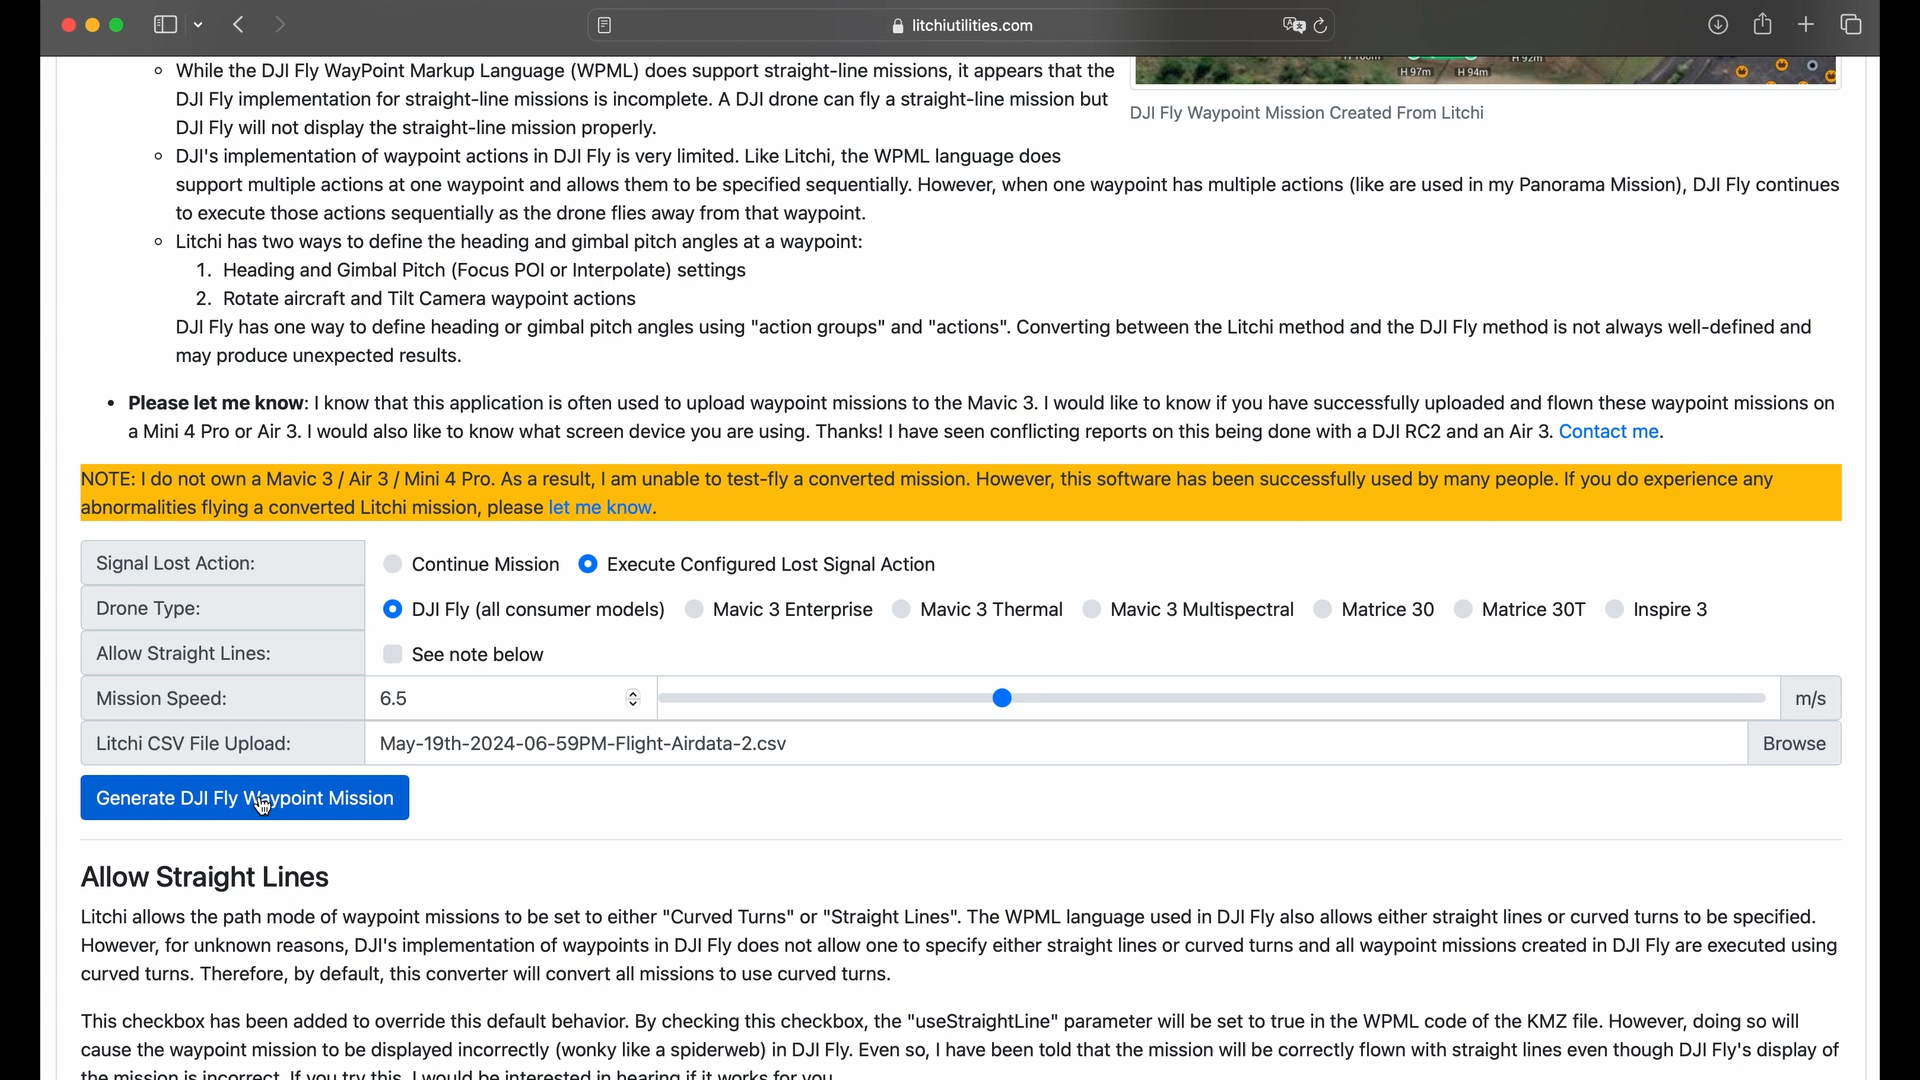 litchiutilities.com
While the DJI Fly WayPoint Markup Language (WPML) does support straight-line missions, it appears that the
DJI Fly implementation for straight-line missions is incomplete. A DJI drone can fly a straight-line mission but
DJI Fly will not display the straight-line mission properly.
H 97m H 94m H 92m
DJI Fly Waypoint Mission Created From Litchi
DJI's implementation of waypoint actions in DJI Fly is very limited. Like Litchi, the WPML language does
support multiple actions at one waypoint and allows them to be specified sequentially. However, when one waypoint has multiple actions (like are used in my Panorama Mission), DJI Fly continues
to execute those actions sequentially as the drone flies away from that waypoint.
Litchi has two ways to define the heading and gimbal pitch angles at a waypoint:
1. Heading and Gimbal Pitch (Focus POI or Interpolate) settings
2. Rotate aircraft and Tilt Camera waypoint actions
DJI Fly has one way to define heading or gimbal pitch angles using "action groups" and "actions". Converting between the Litchi method and the DJI Fly method is not always well-defined and
may produce unexpected results.
Please let me know: I know that this application is often used to upload waypoint missions to the Mavic 3. I would like to know if you have successfully uploaded and flown these waypoint missions on
a Mini 4 Pro or Air 3. I would also like to know what screen device you are using. Thanks! I have seen conflicting reports on this being done with a DJI RC2 and an Air 3. Contact me.
NOTE: I do not own a Mavic 3 / Air 3 / Mini 4 Pro. As a result, I am unable to test-fly a converted mission. However, this software has been successfully used by many people. If you do experience any
abnormalities flying a converted Litchi mission, please let me know.
Signal Lost Action: Continue Mission Execute Configured Lost Signal Action
Drone Type: DJI Fly (all consumer models) Mavic 3 Enterprise Mavic 3 Thermal Mavic 3 Multispectral Matrice 30 Matrice 30T Inspire 3
Allow Straight Lines: See note below
Mission Speed: 6.5 m/s
Litchi CSV File Upload: May-19th-2024-06-59PM-Flight-Airdata-2.csv Browse
Generate DJI Fly Waypoint Mission
Allow Straight Lines
Litchi allows the path mode of waypoint missions to be set to either "Curved Turns" or "Straight Lines". The WPML language used in DJI Fly also allows either straight lines or curved turns to be specified.
However, for unknown reasons, DJI's implementation of waypoints in DJI Fly does not allow one to specify either straight lines or curved turns and all waypoint missions created in DJI Fly are executed using
curved turns. Therefore, by default, this converter will convert all missions to use curved turns.
This checkbox has been added to override this default behavior. By checking this checkbox, the "useStraightLine" parameter will be set to true in the WPML code of the KMZ file. However, doing so will
cause the waypoint mission to be displayed incorrectly (wonky like a spiderweb) in DJI Fly. Even so, I have been told that the mission will be correctly flown with straight lines even though DJI Fly's display of
the mission is incorrect. If you try this, I would be interested in hearing if it works for you.